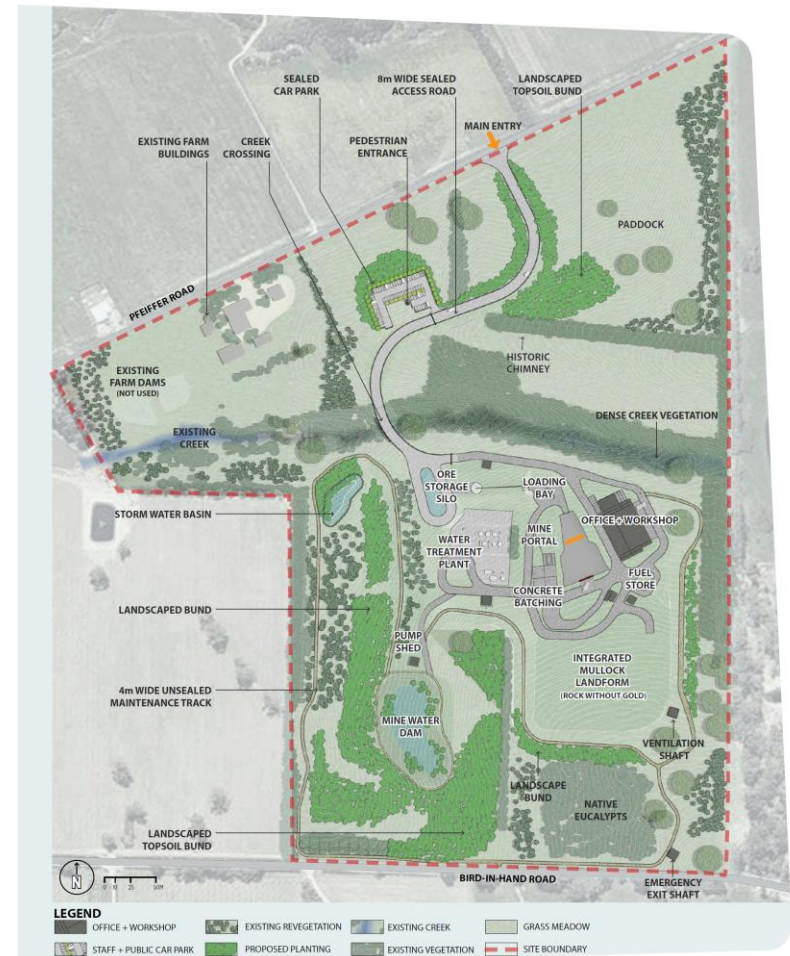 SEALED
CAR PARK
8m WIDE SEALED
ACCESS ROAD
LANDSCAPED
TOPSOIL BUND
MAIN ENTRY
EXISTING FARM
BUILDINGS
CREEK
CROSSING
PEDESTRIAN
ENTRANCE
PADDOCK
PFEIFFER ROAD
HISTORIC
CHIMNEY
EXISTING
FARM DAMS
(NOT USED)
DENSE CREEK VEGETATION
EXISTING
CREEK
ORE
STORAGE
SILO
LOADING
BAY
STORM WATER BASIN
MINE
PORTAL
OFFICE + WORKSHOP
WATER
TREATMENT
PLANT
FUEL
STORE
CONCRETE
BATCHING
LANDSCAPED BUND
PUMP
SHED
INTEGRATED
MULLOCK
LANDFORM
(ROCK WITHOUT GOLD)
4m WIDE UNSEALED
MAINTENANCE TRACK
MINE WATER
DAM
VENTILATION
SHAFT
LANDSCAPE
BUND
NATIVE
EUCALYPTS
LANDSCAPED
TOPSOIL BUND
BIRD-IN-HAND ROAD
EMERGENCY
EXIT SHAFT
N
0 10 25 50M
LEGEND
OFFICE + WORKSHOP
EXISTING REVEGETATION
EXISTING CREEK
GRASS MEADOW
STAFF + PUBLIC CAR PARK
PROPOSED PLANTING
EXISTING VEGETATION
SITE BOUNDARY